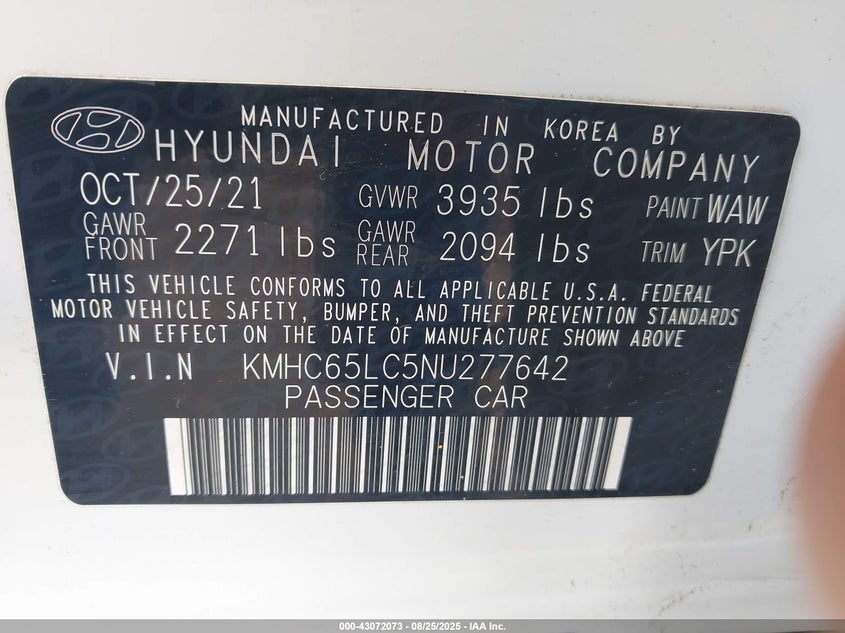 MANUFACTURED IN KOREA BY
HYUNDAI MOTOR COMPANY
OCT/25/21 GVWR 3935 lbs PAINT WAW
GAWR FRONT 2271 lbs GAWR REAR 2094 lbs TRIM YPK
THIS VEHICLE CONFORMS TO ALL APPLICABLE U.S.A. FEDERAL
MOTOR VEHICLE SAFETY, BUMPER, AND THEFT PREVENTION STANDARDS
IN EFFECT ON THE DATE OF MANUFACTURE SHOWN ABOVE
V.I.N KMHC65LC5NU277642
PASSENGER CAR
000-43072073 - 08/25/2025 - IAA Inc.